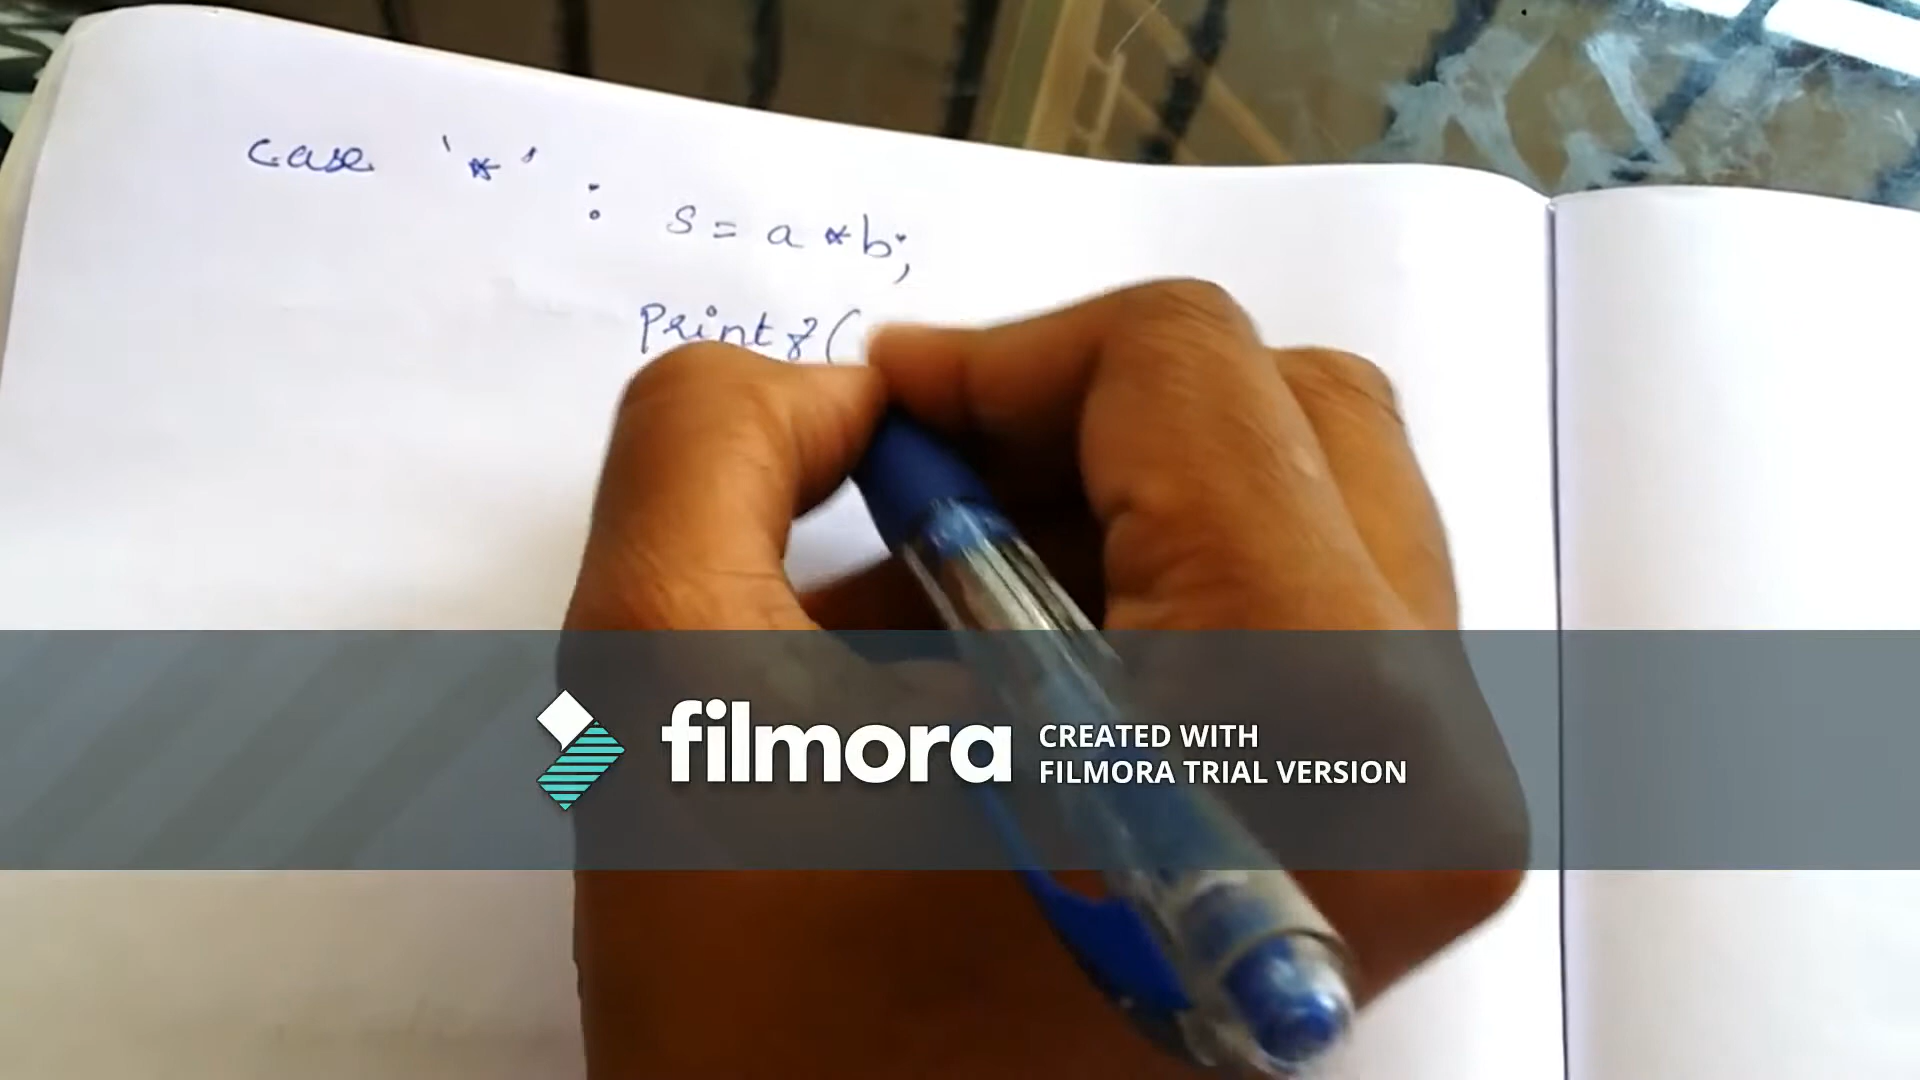 case '*' : s = a * b;
printf(
filmora CREATED WITH
FILMORA TRIAL VERSION